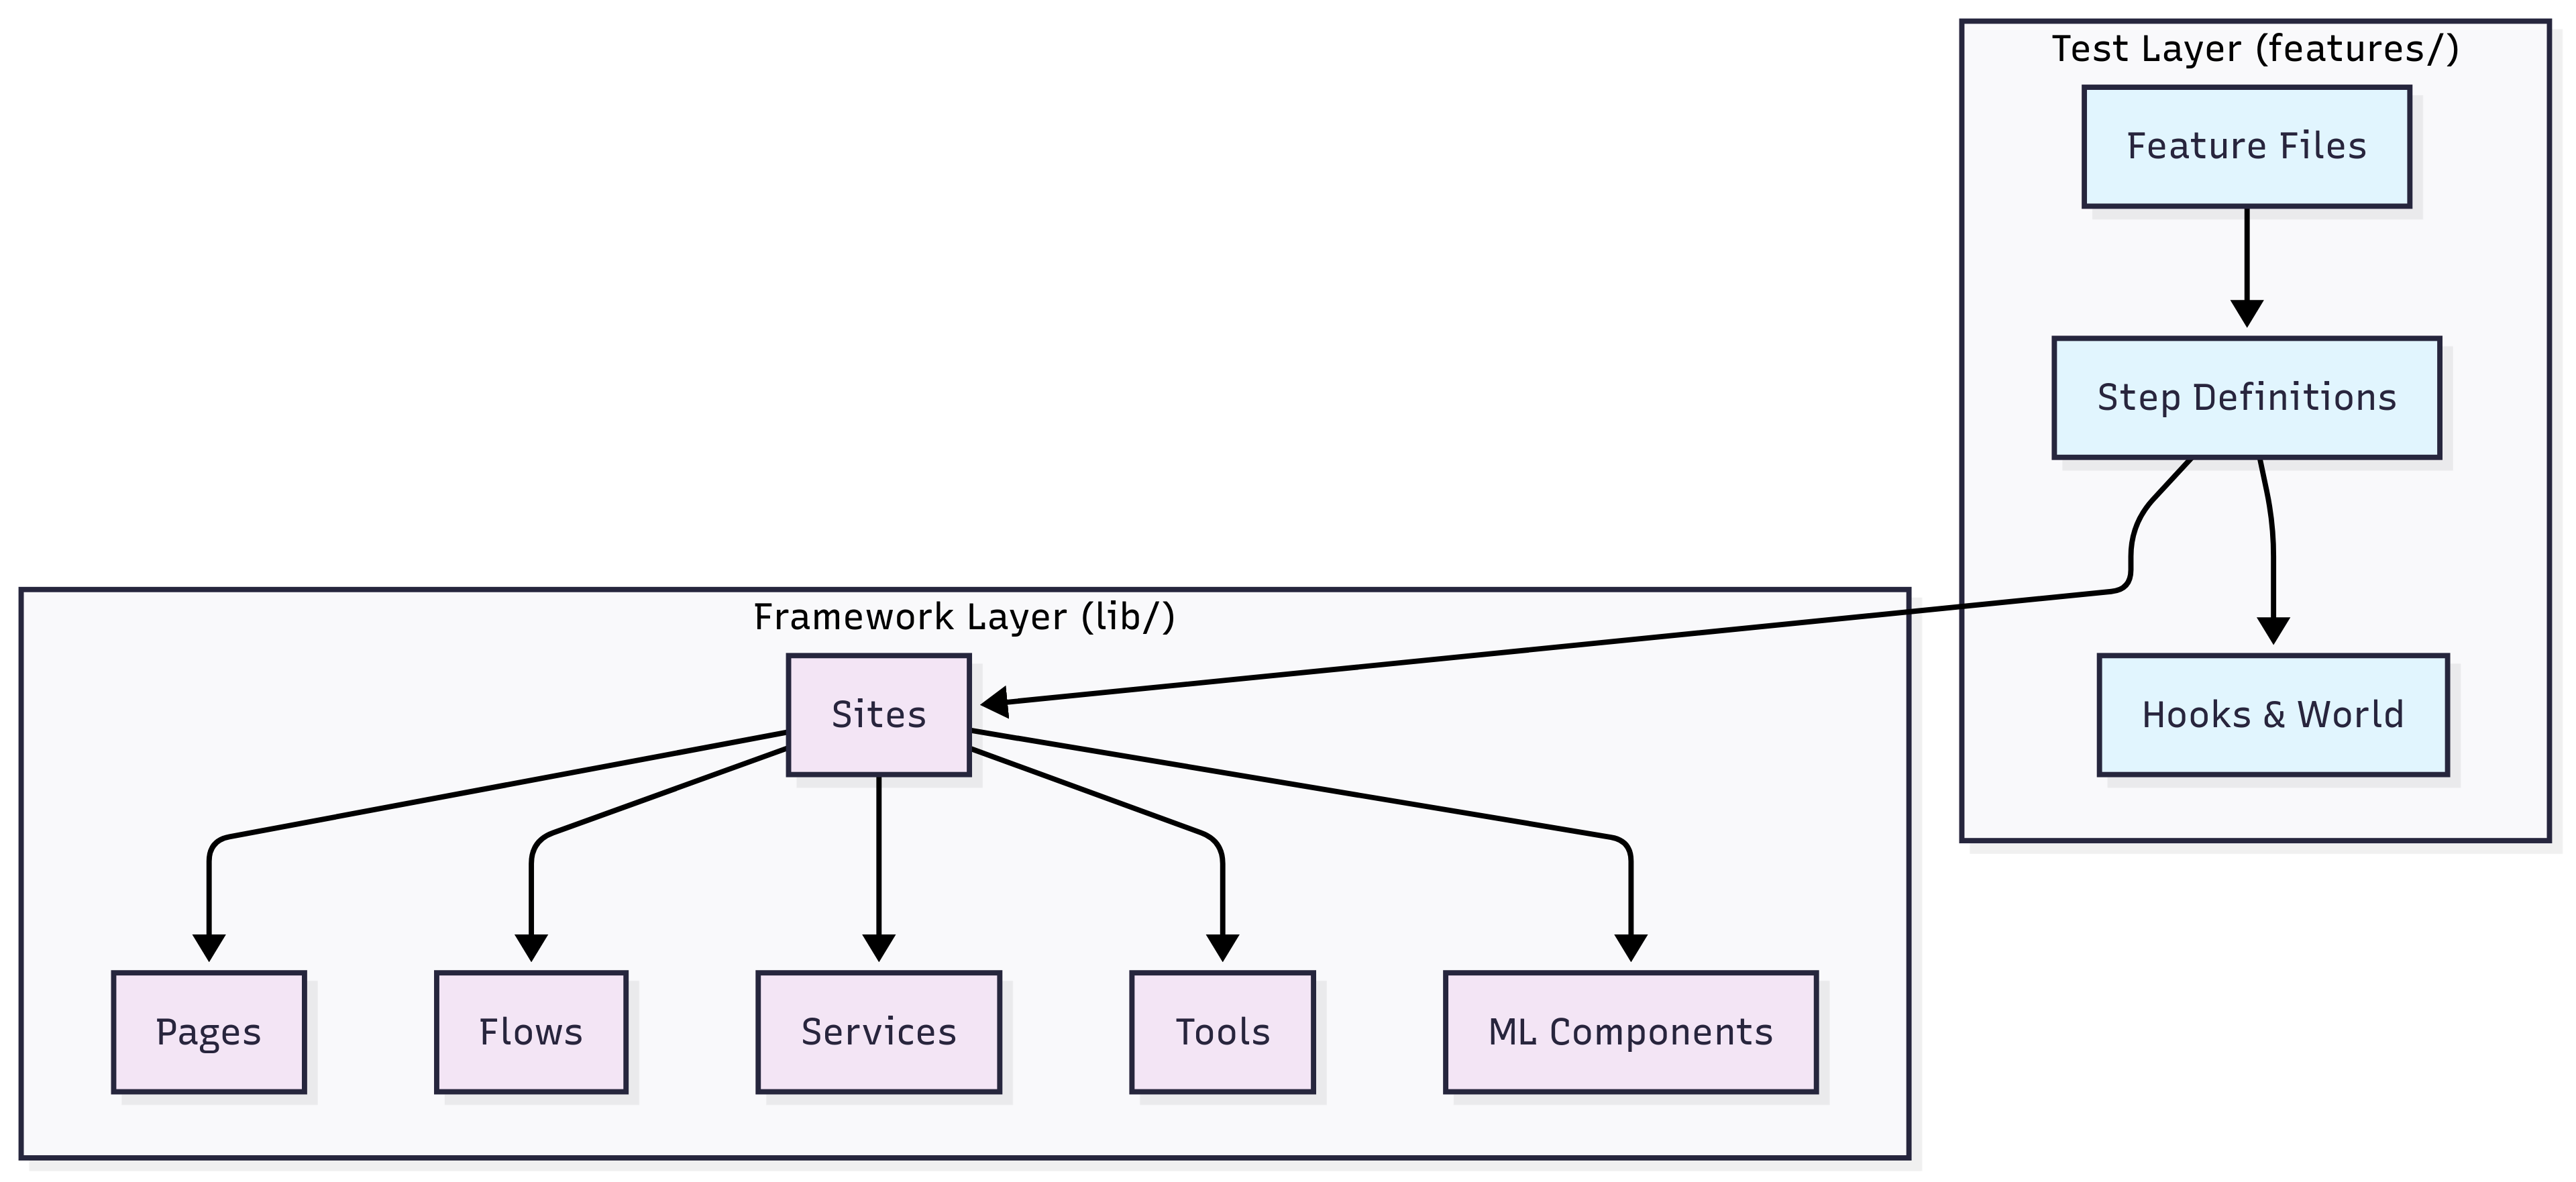 Test Layer (features/)
Feature Files
Step Definitions
Hooks & World
Framework Layer (lib/)
Sites
Pages
Flows
Services
Tools
ML Components